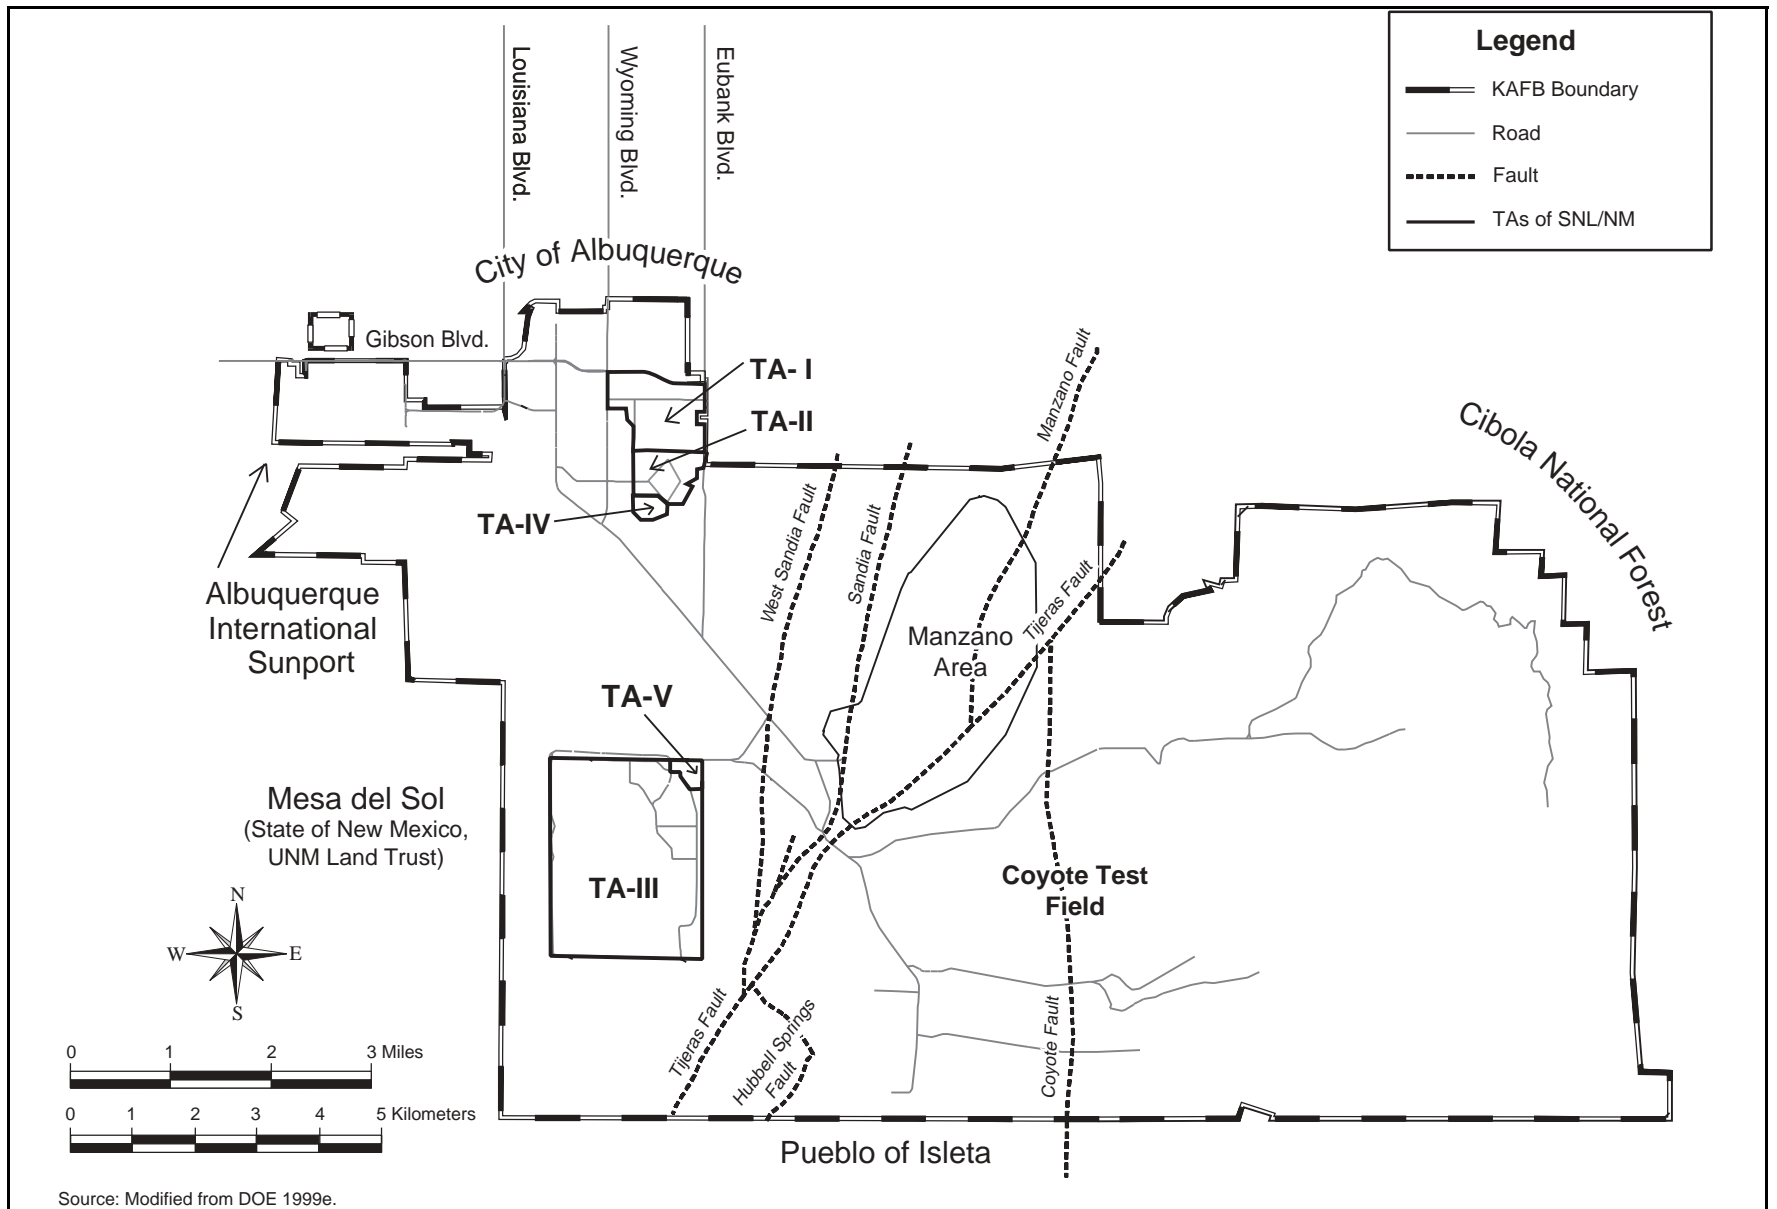 Louisiana Blvd.
Wyoming Blvd.
Eubank Blvd.
Legend
KAFB Boundary
Road
Fault
TAs of SNL/NM
City of Albuquerque
Gibson Blvd.
TA- I
TA-II
TA-IV
Manzano Fault
Cibola National Forest
West Sandia Fault
Sandia Fault
Tijeras Fault
Albuquerque
International
Sunport
Manzano
Area
TA-V
Mesa del Sol
(State of New Mexico,
UNM Land Trust)
TA-III
Coyote Test
Field
N
W
E
S
Tijeras Fault
Hubbell Springs
Fault
Coyote Fault
0 1 2 3 Miles
0 1 2 3 4 5 Kilometers
Pueblo of Isleta
Source: Modified from DOE 1999e.